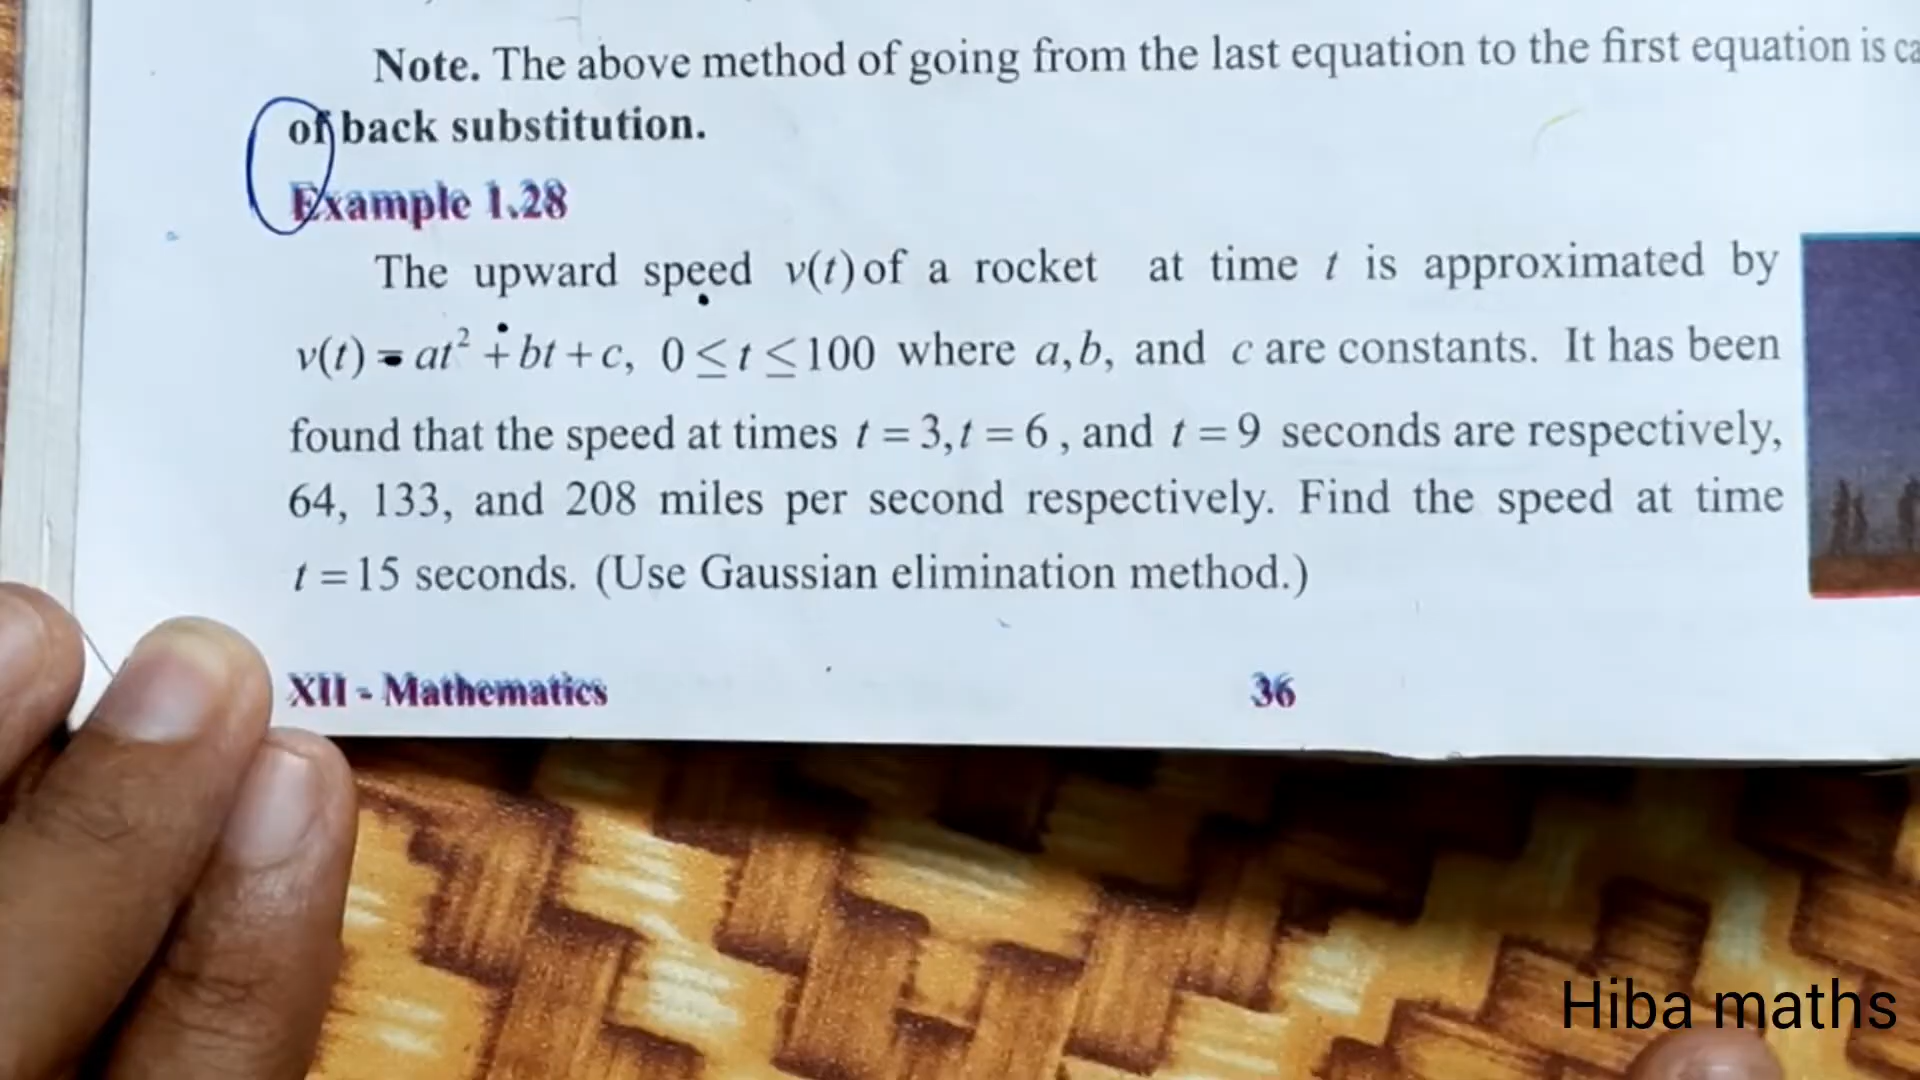 Note. The above method of going from the last equation to the first equation is
of back substitution.
Example 1.28
The upward speed v(t) of a rocket at time t is approximated by
v(t) = at² + bt + c, 0 ≤ t ≤ 100 where a, b, and c are constants. It has been
found that the speed at times t = 3, t = 6 , and t = 9 seconds are respectively,
64, 133, and 208 miles per second respectively. Find the speed at time
t = 15 seconds. (Use Gaussian elimination method.)
XII - Mathematics 36
Hiba maths